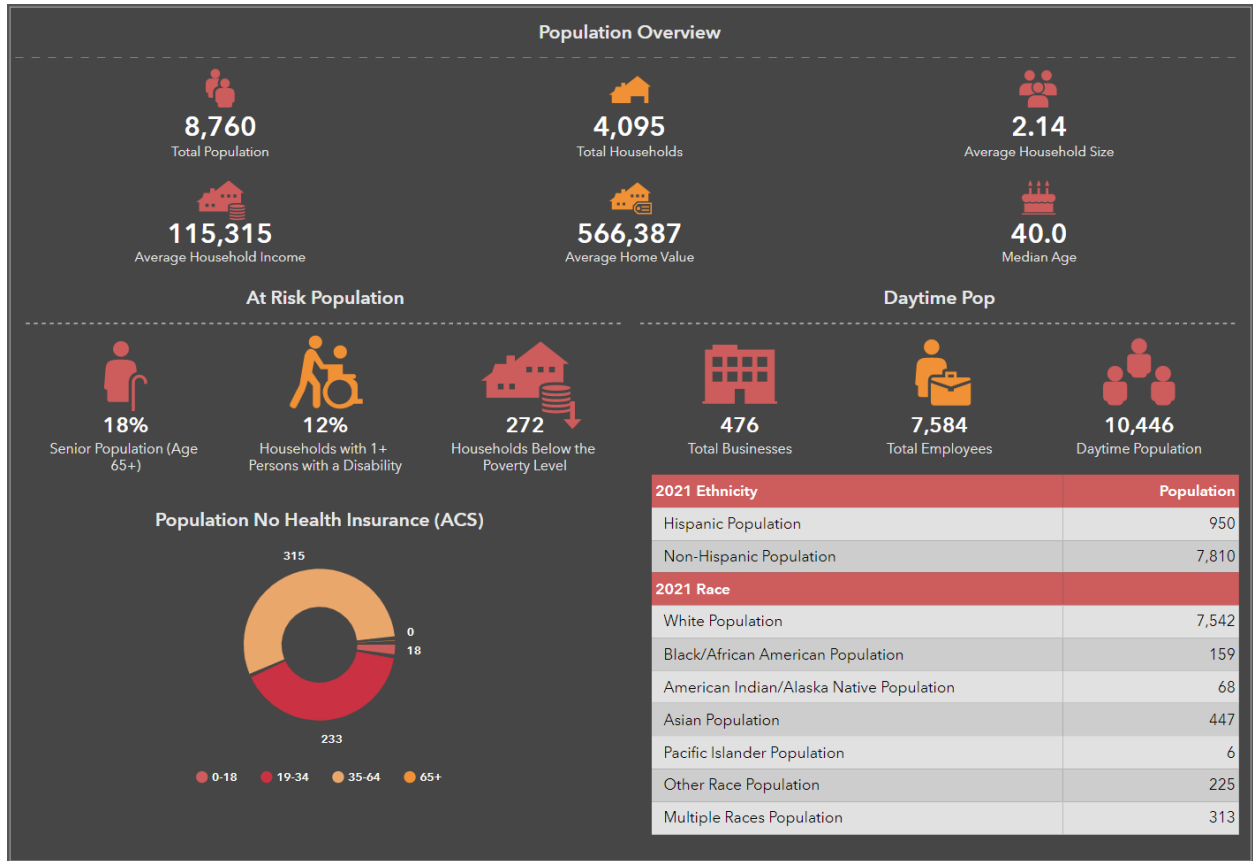 Population Overview
8,760
Total Population
4,095
Total Households
2.14
Average Household Size
115,315
Average Household Income
566,387
Average Home Value
40.0
Median Age
At Risk Population
18%
Senior Population (Age
65+)
12%
Households with 1+
Persons with a Disability
272
Households Below the
Poverty Level
Daytime Pop
476
Total Businesses
7,584
Total Employees
10,446
Daytime Population
Population No Health Insurance (ACS)
315
0
18
233
0-18 19-34 35-64 65+
2021 Ethnicity Population
Hispanic Population 950
Non-Hispanic Population 7,810
2021 Race
White Population 7,542
Black/African American Population 159
American Indian/Alaska Native Population 68
Asian Population 447
Pacific Islander Population 6
Other Race Population 225
Multiple Races Population 313